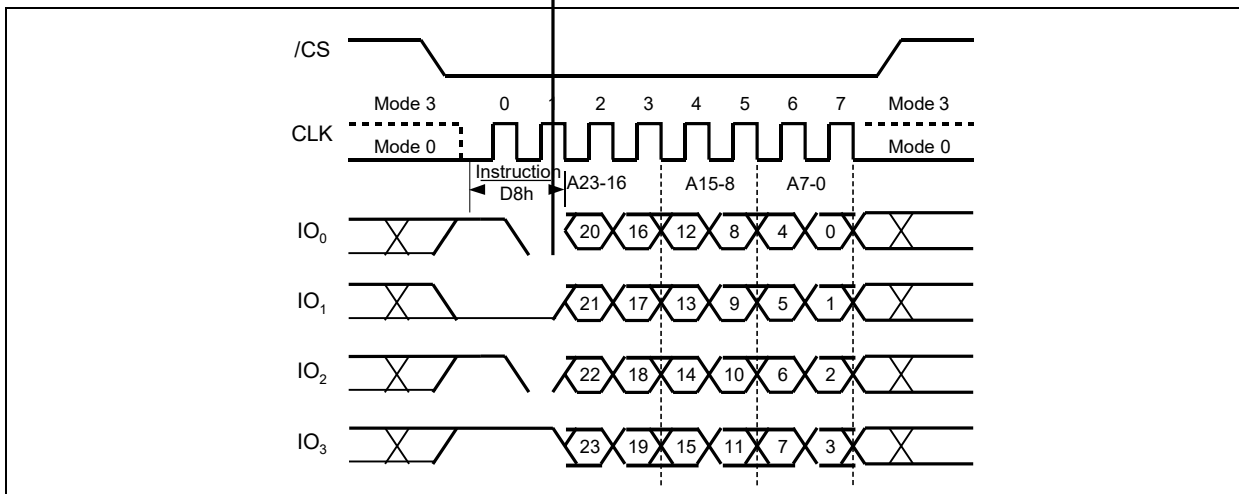 /CS
Mode 3 0 1 2 3 4 5 6 7 Mode 3
CLK
Mode 0 Mode 0
Instruction
D8h
A23-16 A15-8 A7-0
IO0 20 16 12 8 4 0
IO1 21 17 13 9 5 1
IO2 22 18 14 10 6 2
IO3 23 19 15 11 7 3